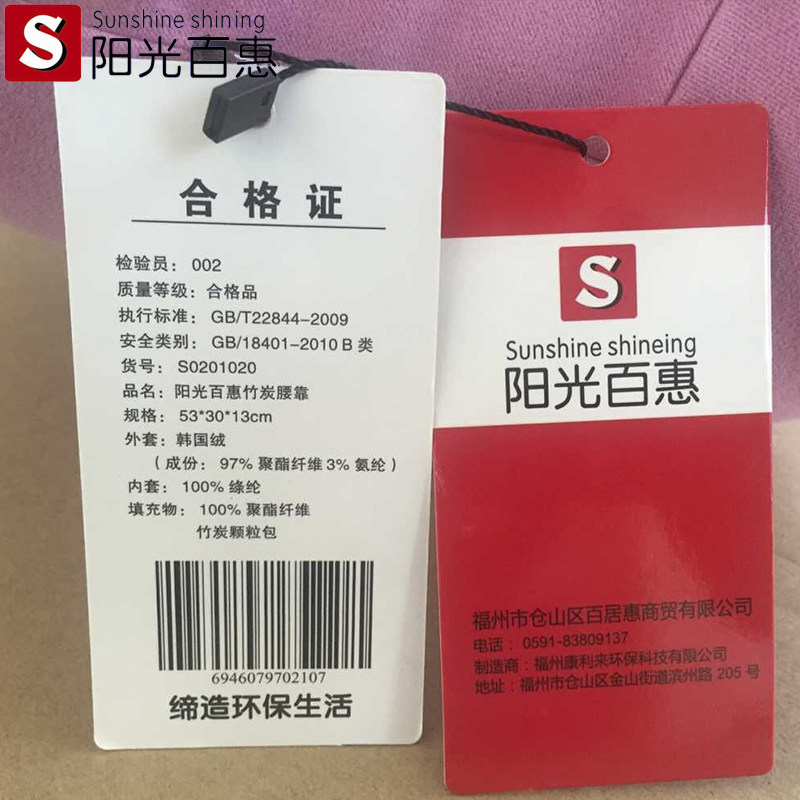 Sunshine shining
阳光百惠
合格证
检验员：002
质量等级：合格品
执行标准：GB/T22844-2009
安全类别：GB/18401-2010 B 类
货号：S0201020
品名：阳光百惠竹炭腰靠
规格：53*30*13cm
外套：韩国绒
（成份：97% 聚酯纤维 3% 氨纶）
内套：100% 涤纶
填充物：100% 聚酯纤维
竹炭颗粒包
6946079702107
缔造环保生活
S
Sunshine shineing
阳光百惠
福州市仓山区百居惠商贸有限公司
电话：0591-83809137
制造商：福州康利来环保科技有限公司
地址：福州市仓山区金山街道滨州路 205 号